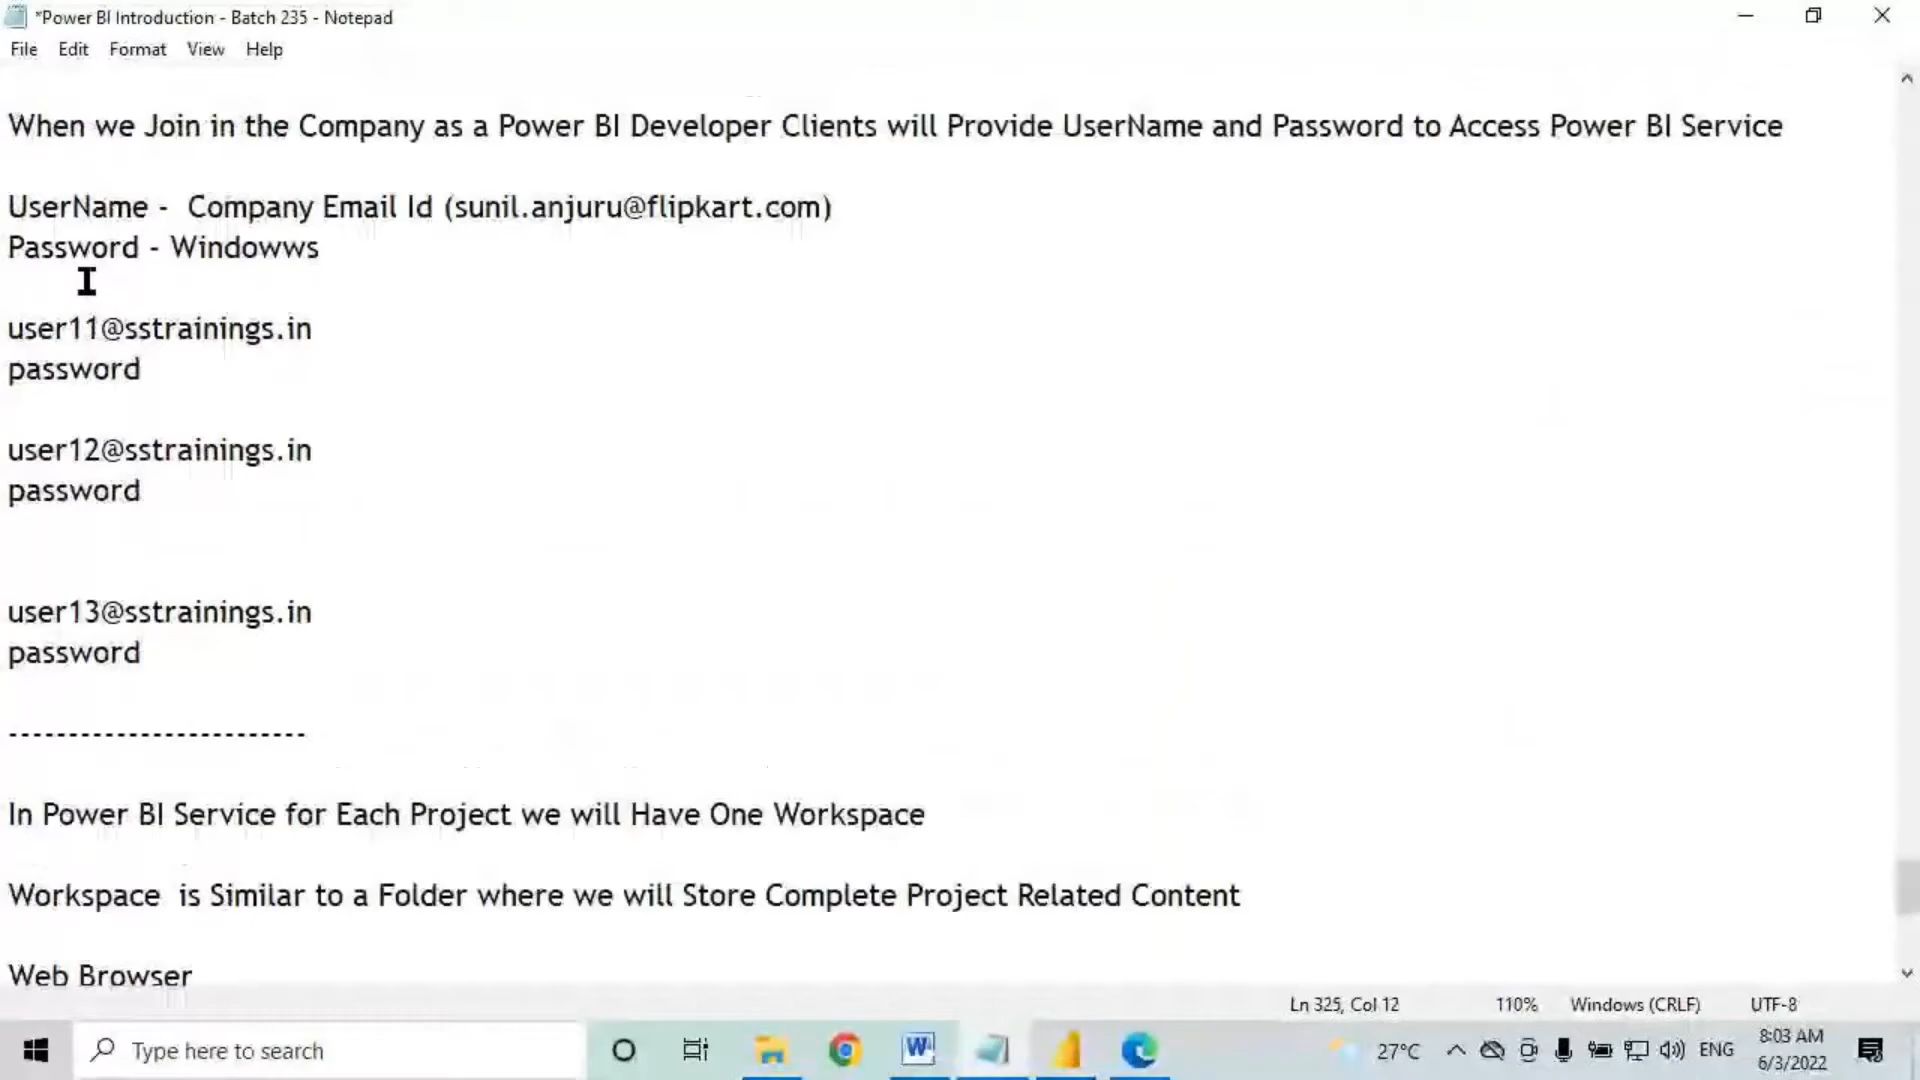 *Power BI Introduction - Batch 235 - Notepad
File Edit Format View Help
When we Join in the Company as a Power BI Developer Clients will Provide UserName and Password to Access Power BI Service
UserName -  Company Email Id (sunil.anjuru@flipkart.com)
Password - Windowws
user11@sstrainings.in
password
user12@sstrainings.in
password
user13@sstrainings.in
password
-------------------------
In Power BI Service for Each Project we will Have One Workspace
Workspace  is Similar to a Folder where we will Store Complete Project Related Content
Web Browser
Ln 325, Col 12 110% Windows (CRLF) UTF-8
Type here to search
W
27°C
ENG
8:03 AM
6/3/2022